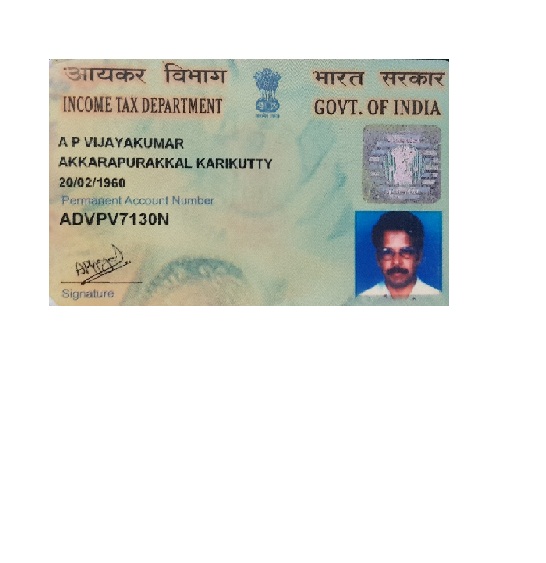 आयकर विभाग
INCOME TAX DEPARTMENT
भारत सरकार
GOVT. OF INDIA
A P VIJAYAKUMAR
AKKARAPURAKKAL KARIKUTTY
20/02/1960
Permanent Account Number
ADVPV7130N
Signature